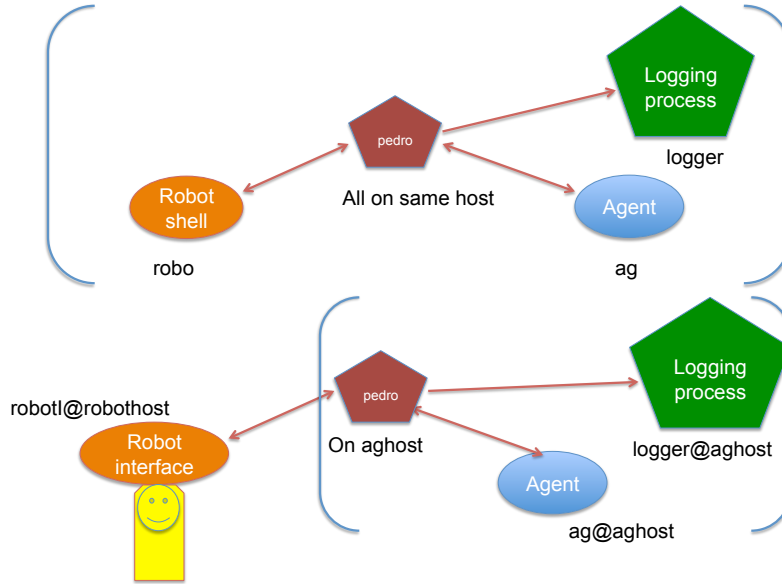 Logging
process
pedro
logger
Robot
shell
All on same host
Agent
robo
ag
pedro
Logging
process
robotI@robothost
On aghost
logger@aghost
Robot
interface
Agent
ag@aghost